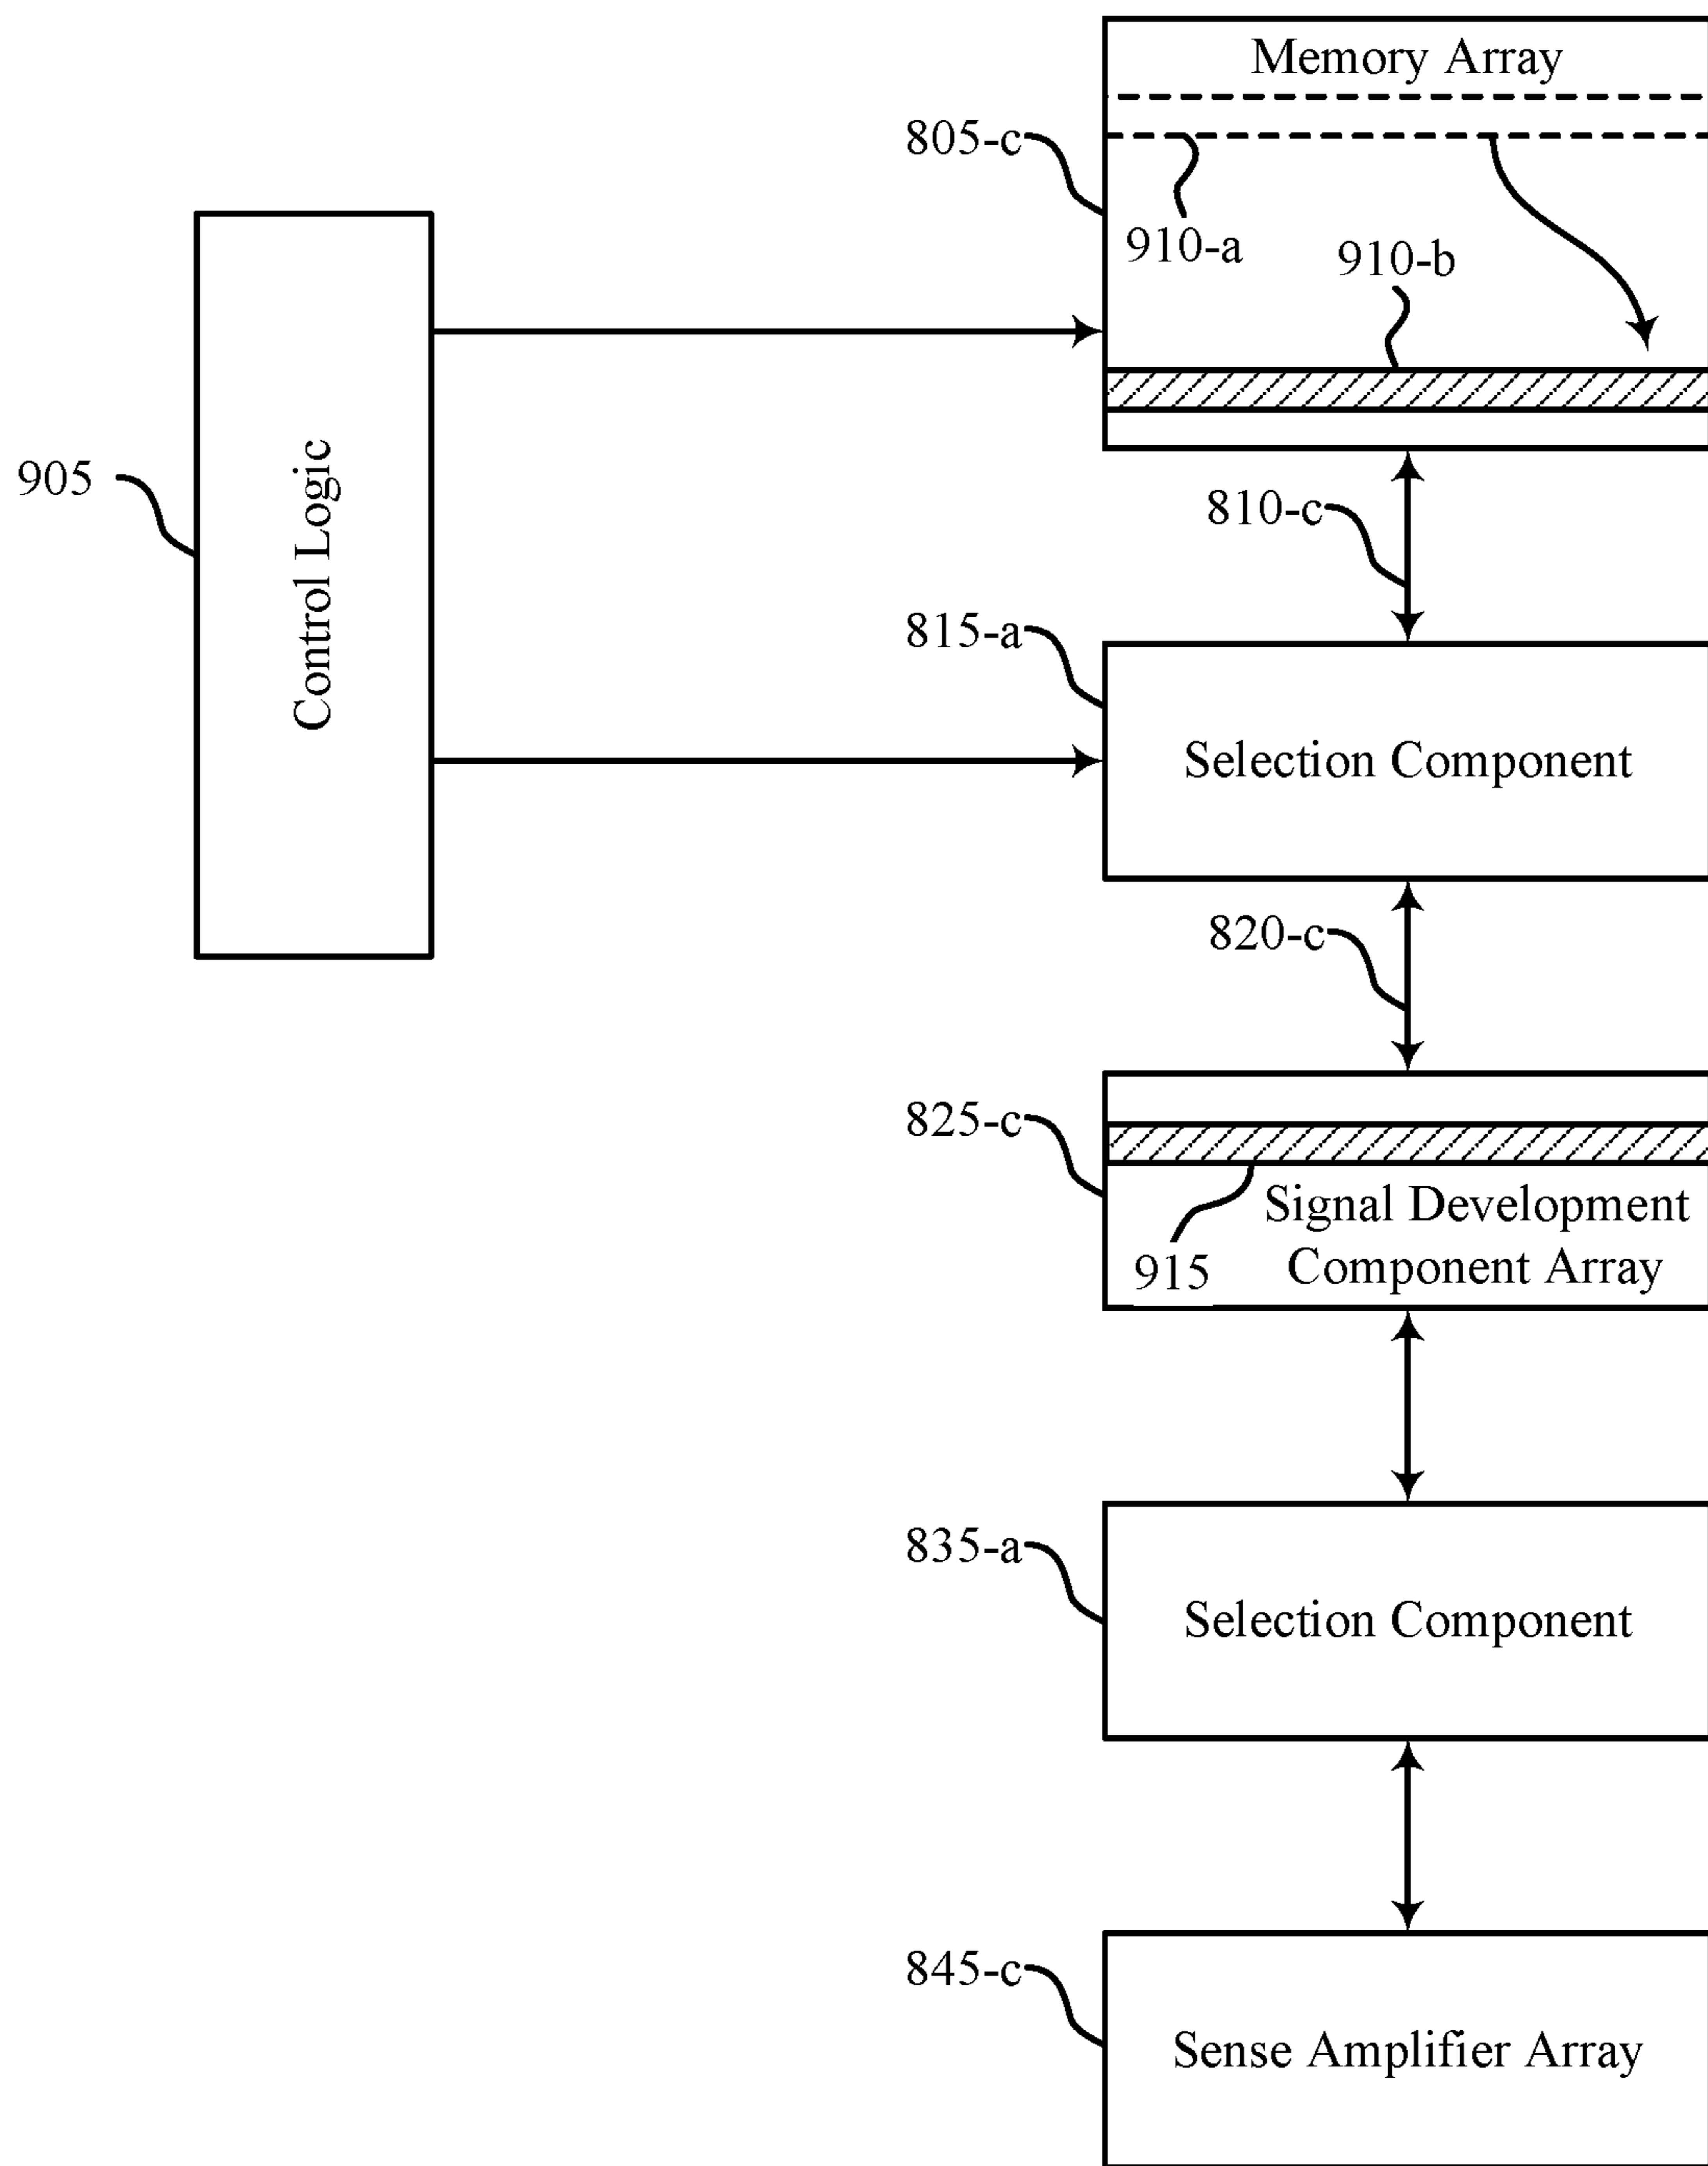 Memory Array
805-c
910-a
910-b
905
Control Logic
810-c
815-a
Selection Component
820-c
825-c
Signal Development
Component Array
915
835-a
Selection Component
845-c
Sense Amplifier Array